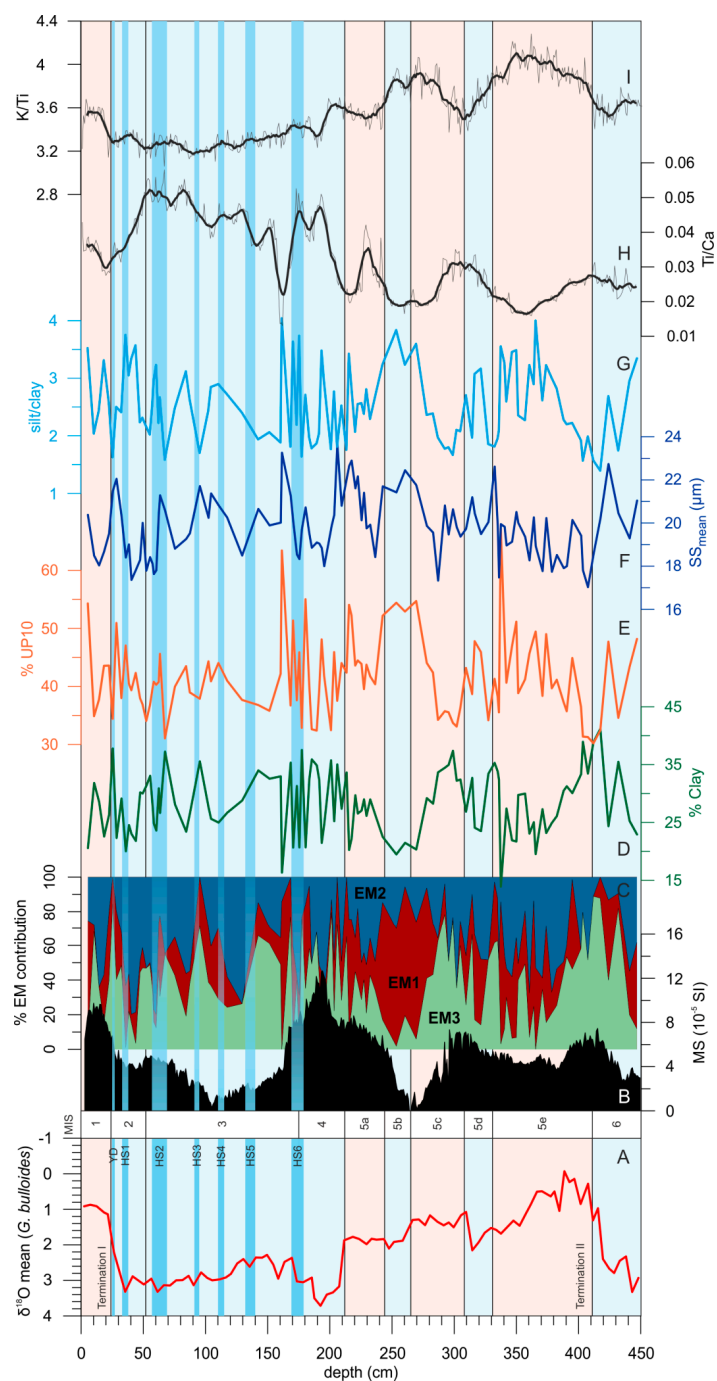 4.4
4
3.6
3.2
2.8
K/Ti
I
0.06
0.05
0.04
0.03
0.02
0.01
Ti/Ca
H
4
3
2
1
silt/clay
G
24
22
20
18
16
SSmean (µm)
F
60
50
40
30
% UP10
E
45
35
25
15
% Clay
D
100
80
60
40
20
0
% EM contribution
C
EM2
EM1
EM3
16
12
8
4
0
MS (10-5 SI)
B
MIS
1
2
3
4
5a
5b
5c
5d
5e
6
YD
HS1
HS2
HS3
HS4
HS5
HS6
A
-1
0
1
2
3
4
δ18O mean (G. bulloides)
Termination I
Termination II
0
50
100
150
200
250
300
350
400
450
depth (cm)